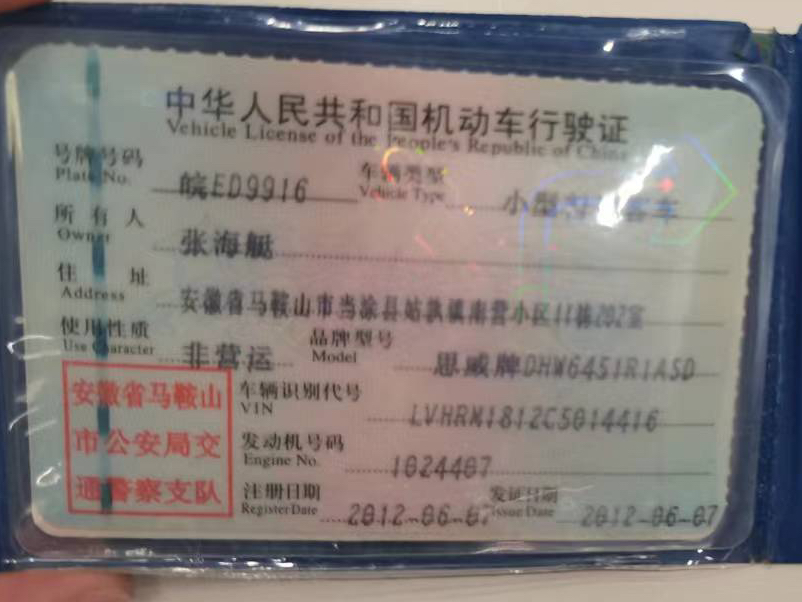 中华人民共和国机动车行驶证
Vehicle License of the People's Republic of China
号牌号码 皖ED9916 车辆类型 小型 客车
Plate No. Vehicle Type
所有人 张海艇
Owner
住址 安徽省马鞍山市当涂县姑孰镇南营小区11栋202室
Address
使用性质 非营运 品牌型号 思威牌DHW6451R1ASD
Use Character Model
安徽省马鞍山
市公安局交
通警察支队
车辆识别代号 LVHRM1812C5014416
VIN
发动机号码 1024407
Engine No.
注册日期 2012-06-07 发证日期 2012-06-07
Register Date Issue Date